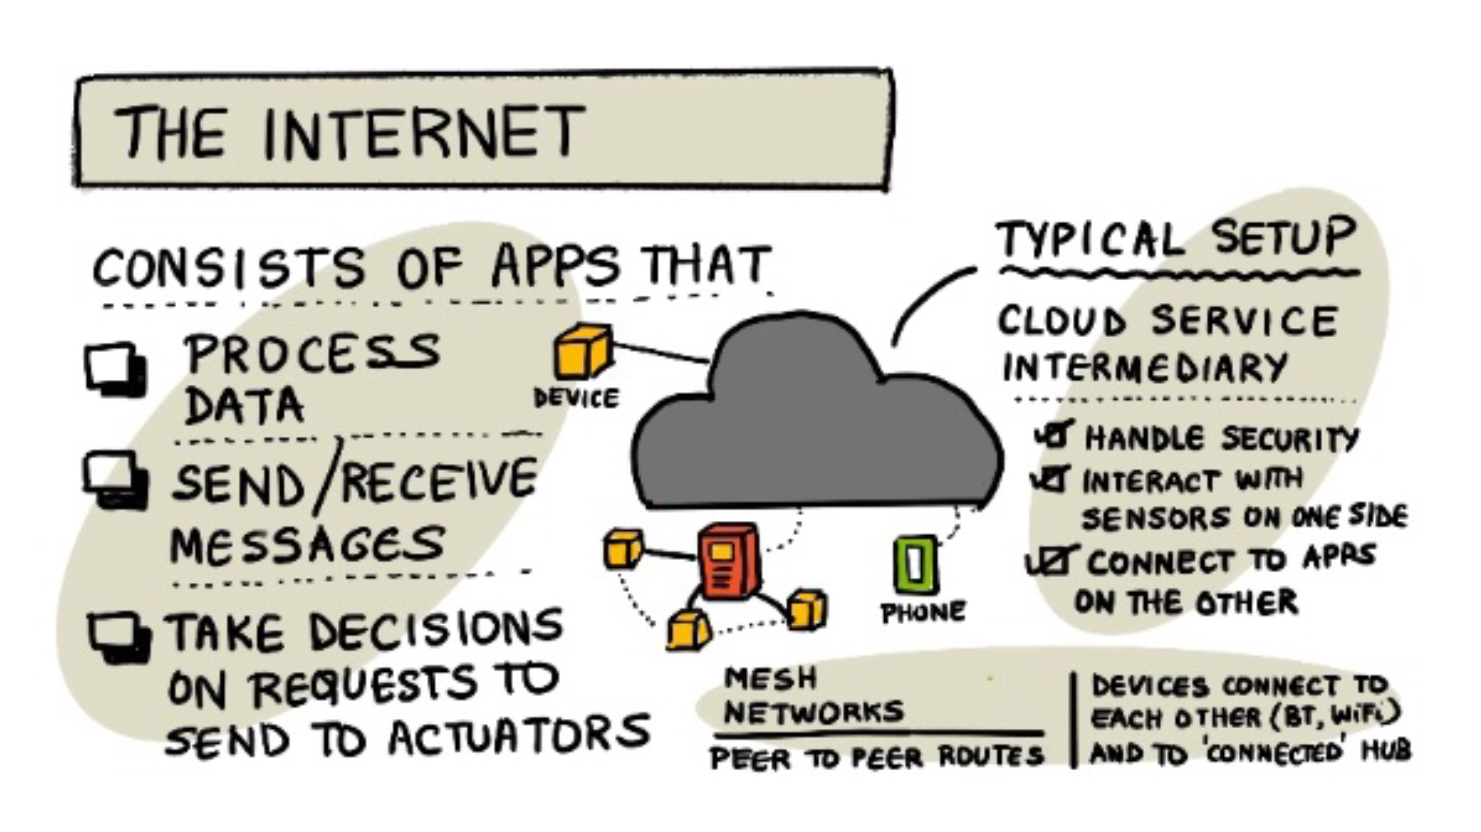 THE INTERNET
CONSISTS OF APPS THAT
PROCESS
DATA
SEND/RECEIVE
MESSAGES
TAKE DECISIONS
ON REQUESTS TO
SEND TO ACTUATORS
DEVICE
PHONE
TYPICAL SETUP
CLOUD SERVICE
INTERMEDIARY
HANDLE SECURITY
INTERACT WITH
SENSORS ON ONE SIDE
CONNECT TO APPS
ON THE OTHER
MESH
NETWORKS
PEER TO PEER ROUTES
DEVICES CONNECT TO
EACH OTHER (BT, WiFi)
AND TO 'CONNECTED' HUB